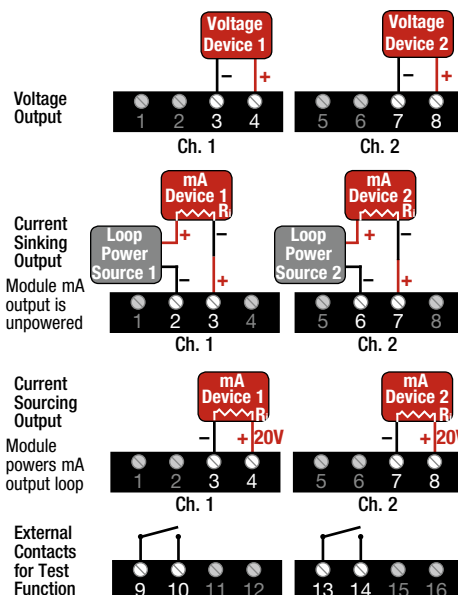 Voltage
Device 1
Voltage
Device 2
– +
– +
Voltage
Output
1 2 3 4
5 6 7 8
Ch. 1
Ch. 2
mA
Device 1
Ri
mA
Device 2
Ri
Current
Sinking
Output
Loop
Power
Source 1
+ –
–
+
Loop
Power
Source 2
+ –
–
+
Module mA
output is
unpowered
1 2 3 4
5 6 7 8
Ch. 1
Ch. 2
Current
Sourcing
Output
mA
Device 1
Ri
mA
Device 2
Ri
– + 20V
– + 20V
Module
powers mA
output loop
1 2 3 4
5 6 7 8
Ch. 1
Ch. 2
External
Contacts
for Test
Function
9 10 11 12
13 14 15 16